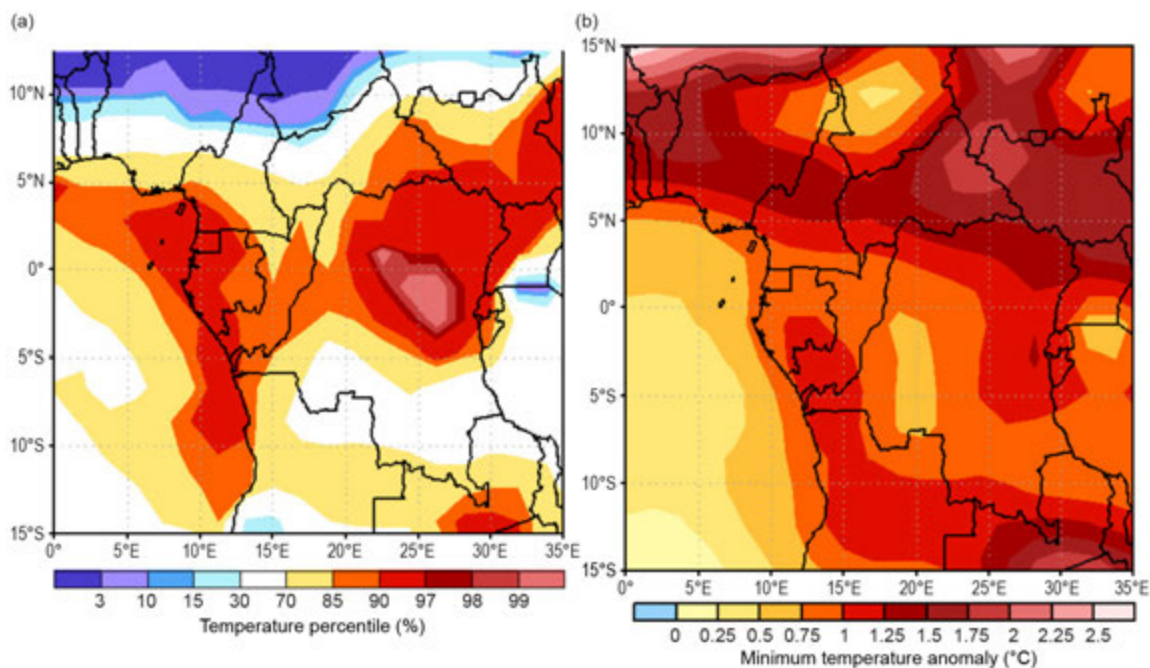 (a)
(b)
10°N
5°N
0°
5°S
10°S
15°S
0°
5°E
10°E
15°E
20°E
25°E
30°E
35°E
3
10
15
30
70
85
90
97
98
99
Temperature percentile (%)
15°N
10°N
5°N
0°
5°S
10°S
15°S
0°
5°E
10°E
15°E
20°E
25°E
30°E
35°E
0
0.25
0.5
0.75
1
1.25
1.5
1.75
2
2.25
2.5
Minimum temperature anomaly (°C)